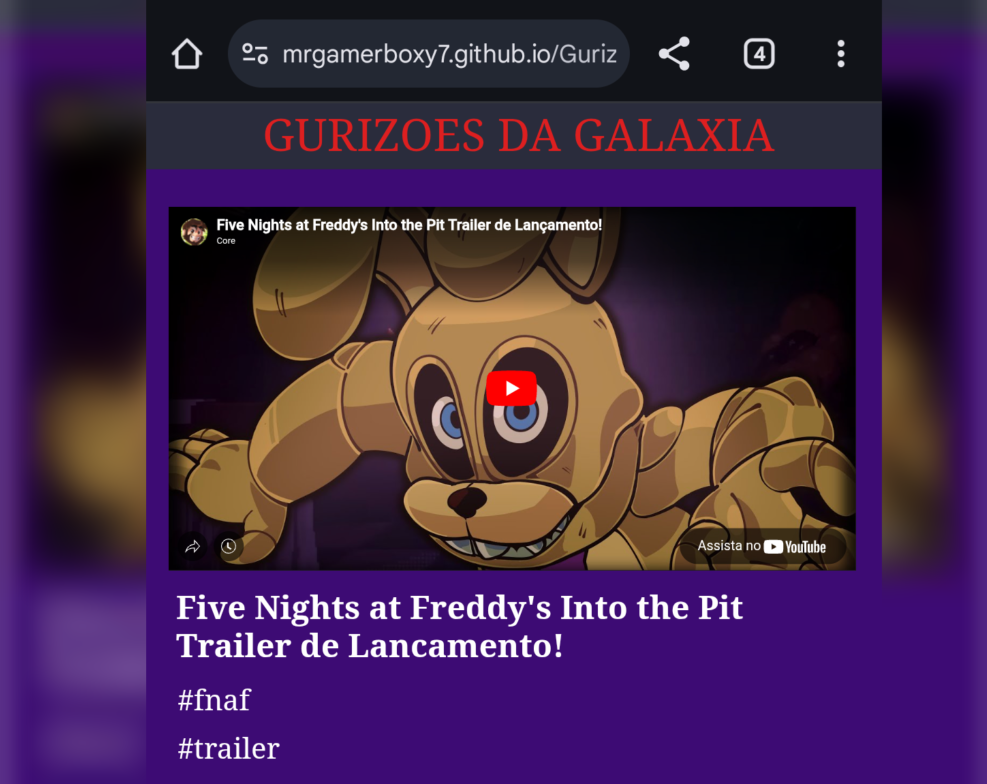 mrgamerboxy7.github.io/Guriz
4
GURIZOES DA GALAXIA
Five Nights at Freddy's Into the Pit Trailer de Lançamento!
Core
Assista no YouTube
Five Nights at Freddy's Into the Pit
Trailer de Lancamento!
#fnaf
#trailer